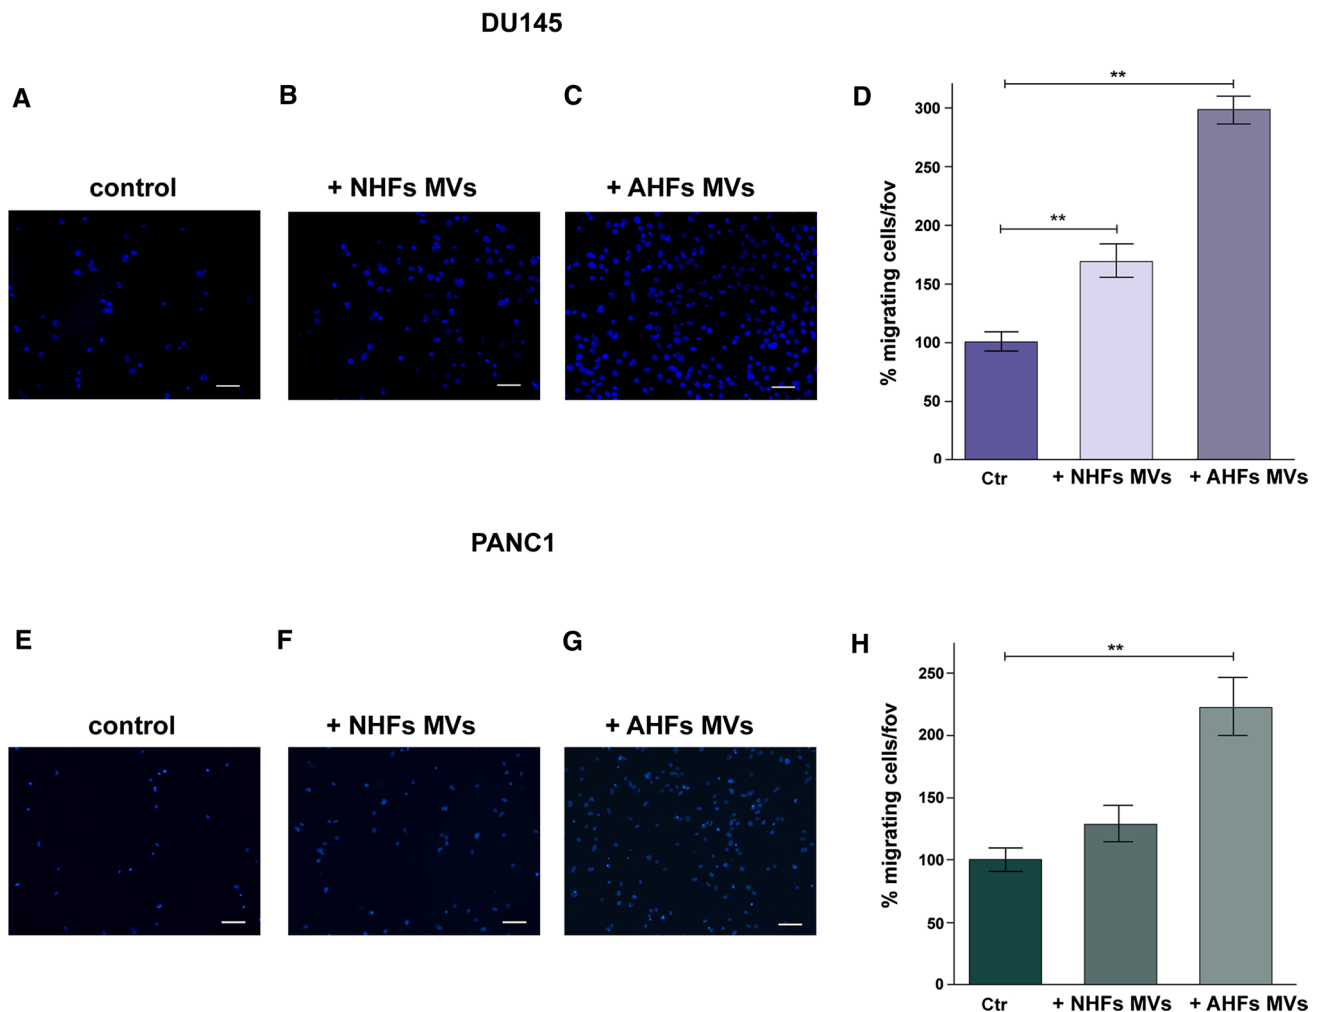 DU145
A
B
C
D
control
+ NHFs MVs
+ AHFs MVs
% migrating cells/fov
300
250
200
150
100
50
0
**
**
Ctr
+ NHFs MVs
+ AHFs MVs
PANC1
E
F
G
H
control
+ NHFs MVs
+ AHFs MVs
% migrating cells/fov
250
200
150
100
50
0
**
Ctr
+ NHFs MVs
+ AHFs MVs